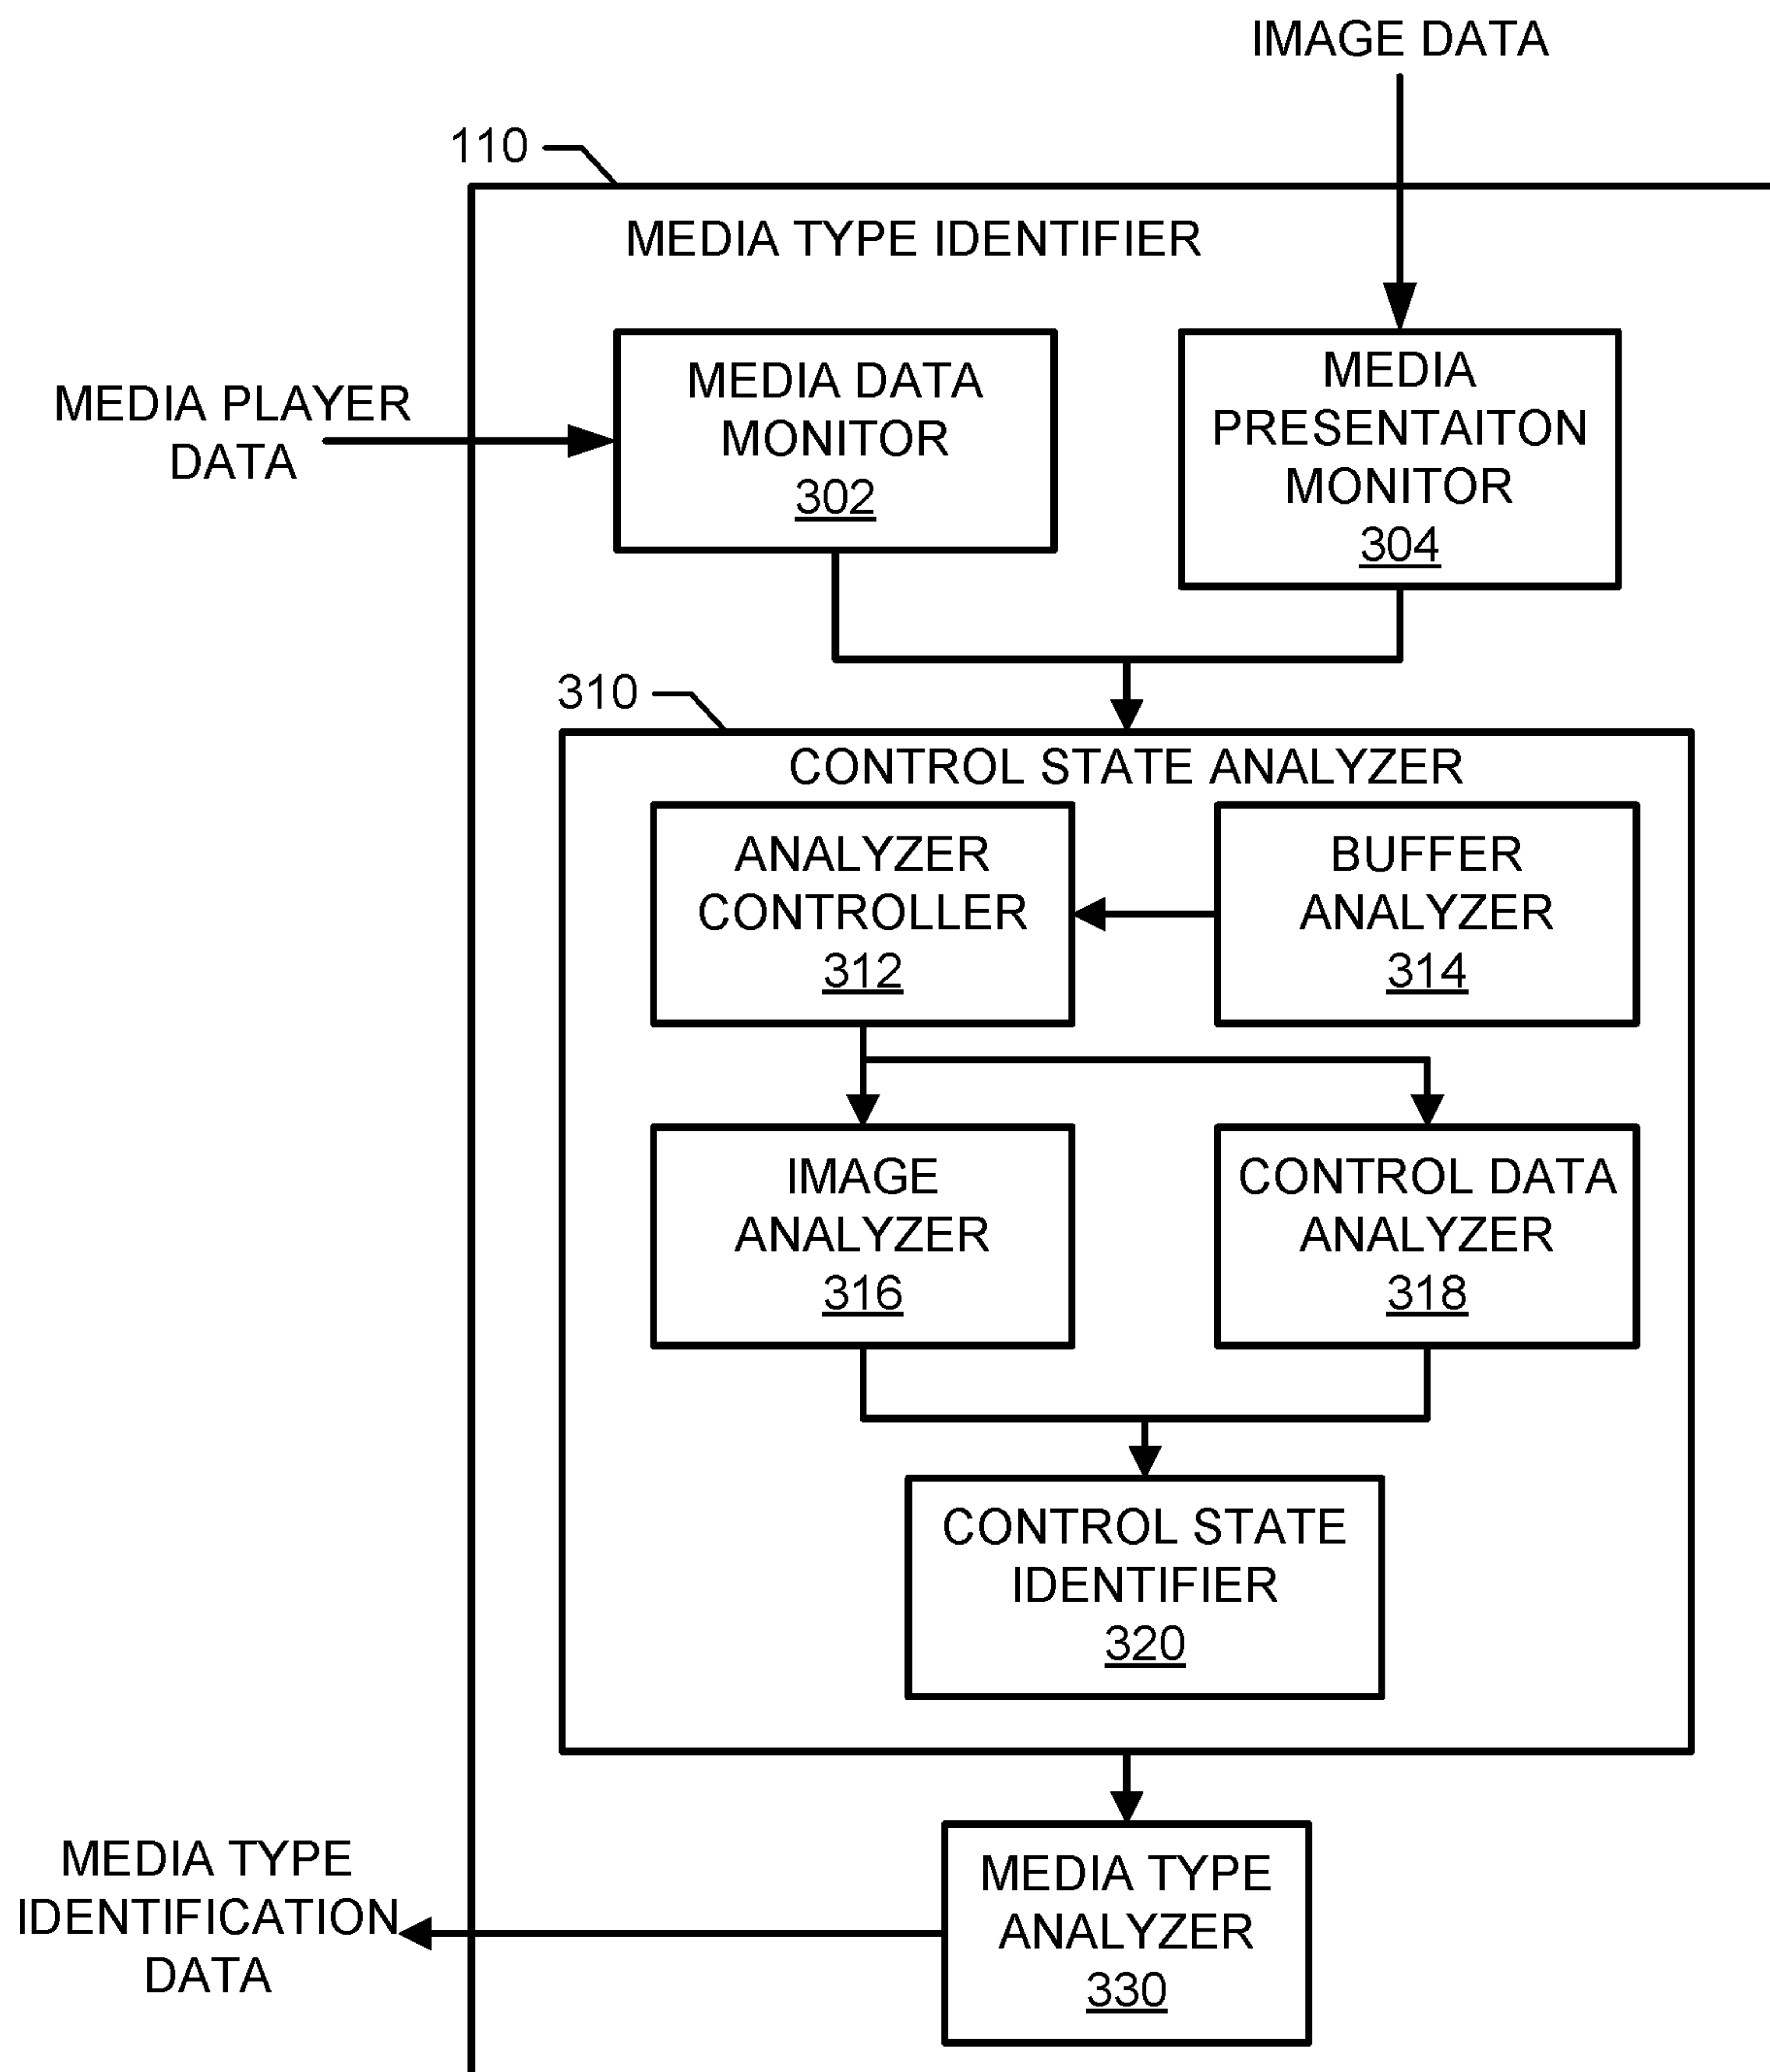 IMAGE DATA
110
MEDIA TYPE IDENTIFIER
MEDIA PLAYER
DATA
MEDIA DATA
MONITOR
302
MEDIA
PRESENTAITON
MONITOR
304
310
CONTROL STATE ANALYZER
ANALYZER
CONTROLLER
312
BUFFER
ANALYZER
314
IMAGE
ANALYZER
316
CONTROL DATA
ANALYZER
318
CONTROL STATE
IDENTIFIER
320
MEDIA TYPE
ANALYZER
330
MEDIA TYPE
IDENTIFICATION
DATA